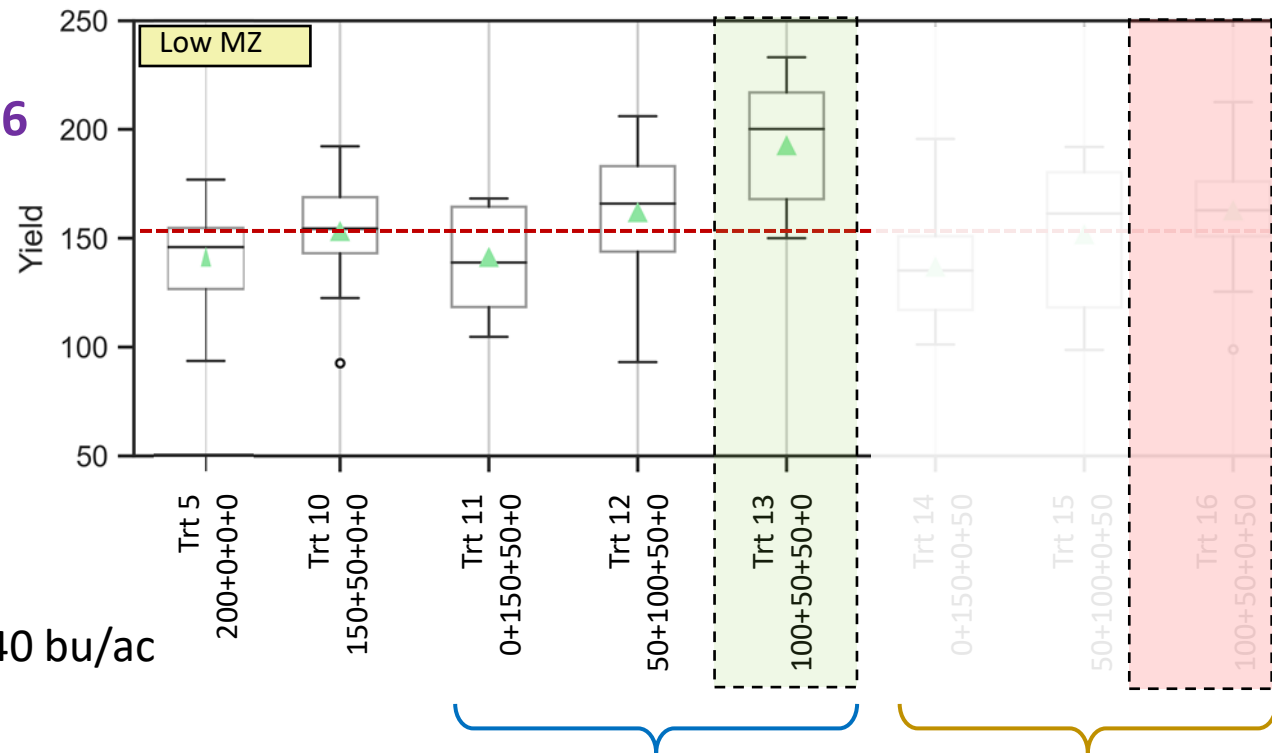 Low MZ
6
Yield
250
200
150
100
50
Trt 5
200+0+0+0
Trt 10
150+50+0+0
Trt 11
0+150+50+0
Trt 12
50+100+50+0
Trt 13
100+50+50+0
Trt 14
0+150+0+50
Trt 15
50+100+0+50
Trt 16
100+50+0+50
40 bu/ac